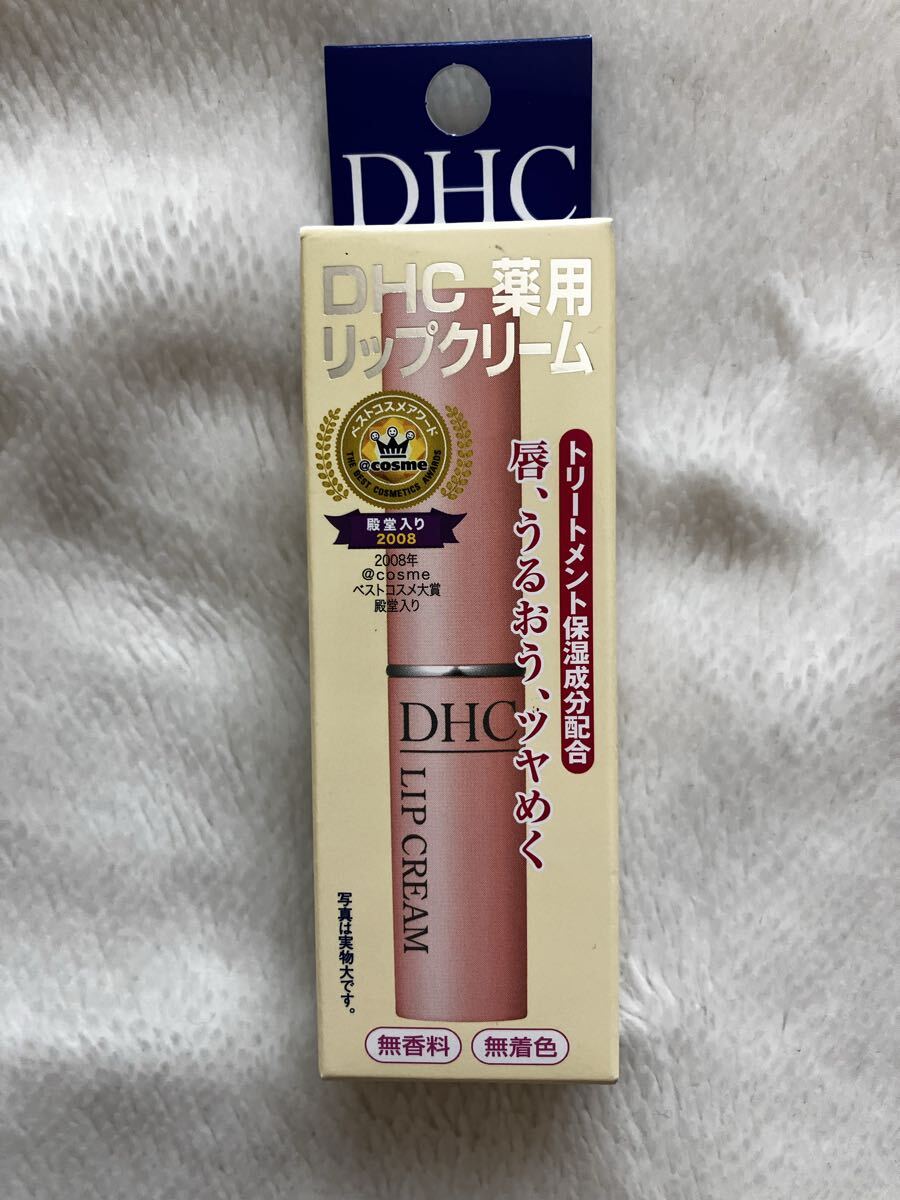 DHC
DHC 薬用
リップクリーム
ベストコスメアワード
@cosme
THE BEST COSMETICS AWARDS
殿堂入り
2008
2008年
@cosme
ベストコスメ大賞
殿堂入り
トリートメント保湿成分配合
唇、うるおう、ツヤめく
DHC
LIP CREAM
写真は実物大です。
無香料
無着色